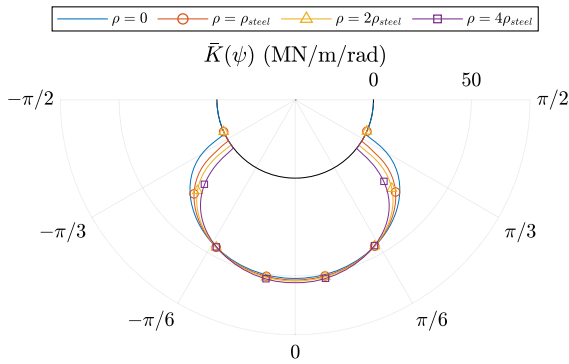 ρ = 0 ρ = ρ_steel ρ = 2ρ_steel ρ = 4ρ_steel
K̄(ψ) (MN/m/rad)
0 50
−π/2 π/2
−π/3 π/3
−π/6 π/6
0